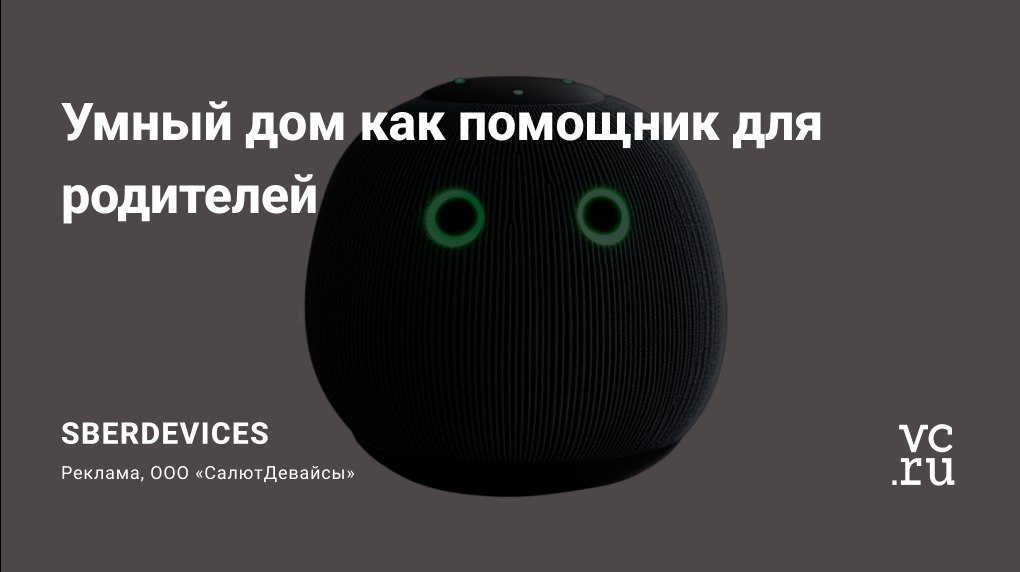 Умный дом как помощник для
родителей
SBERDEVICES
Реклама, ООО «СалютДевайсы»
vc
.ru